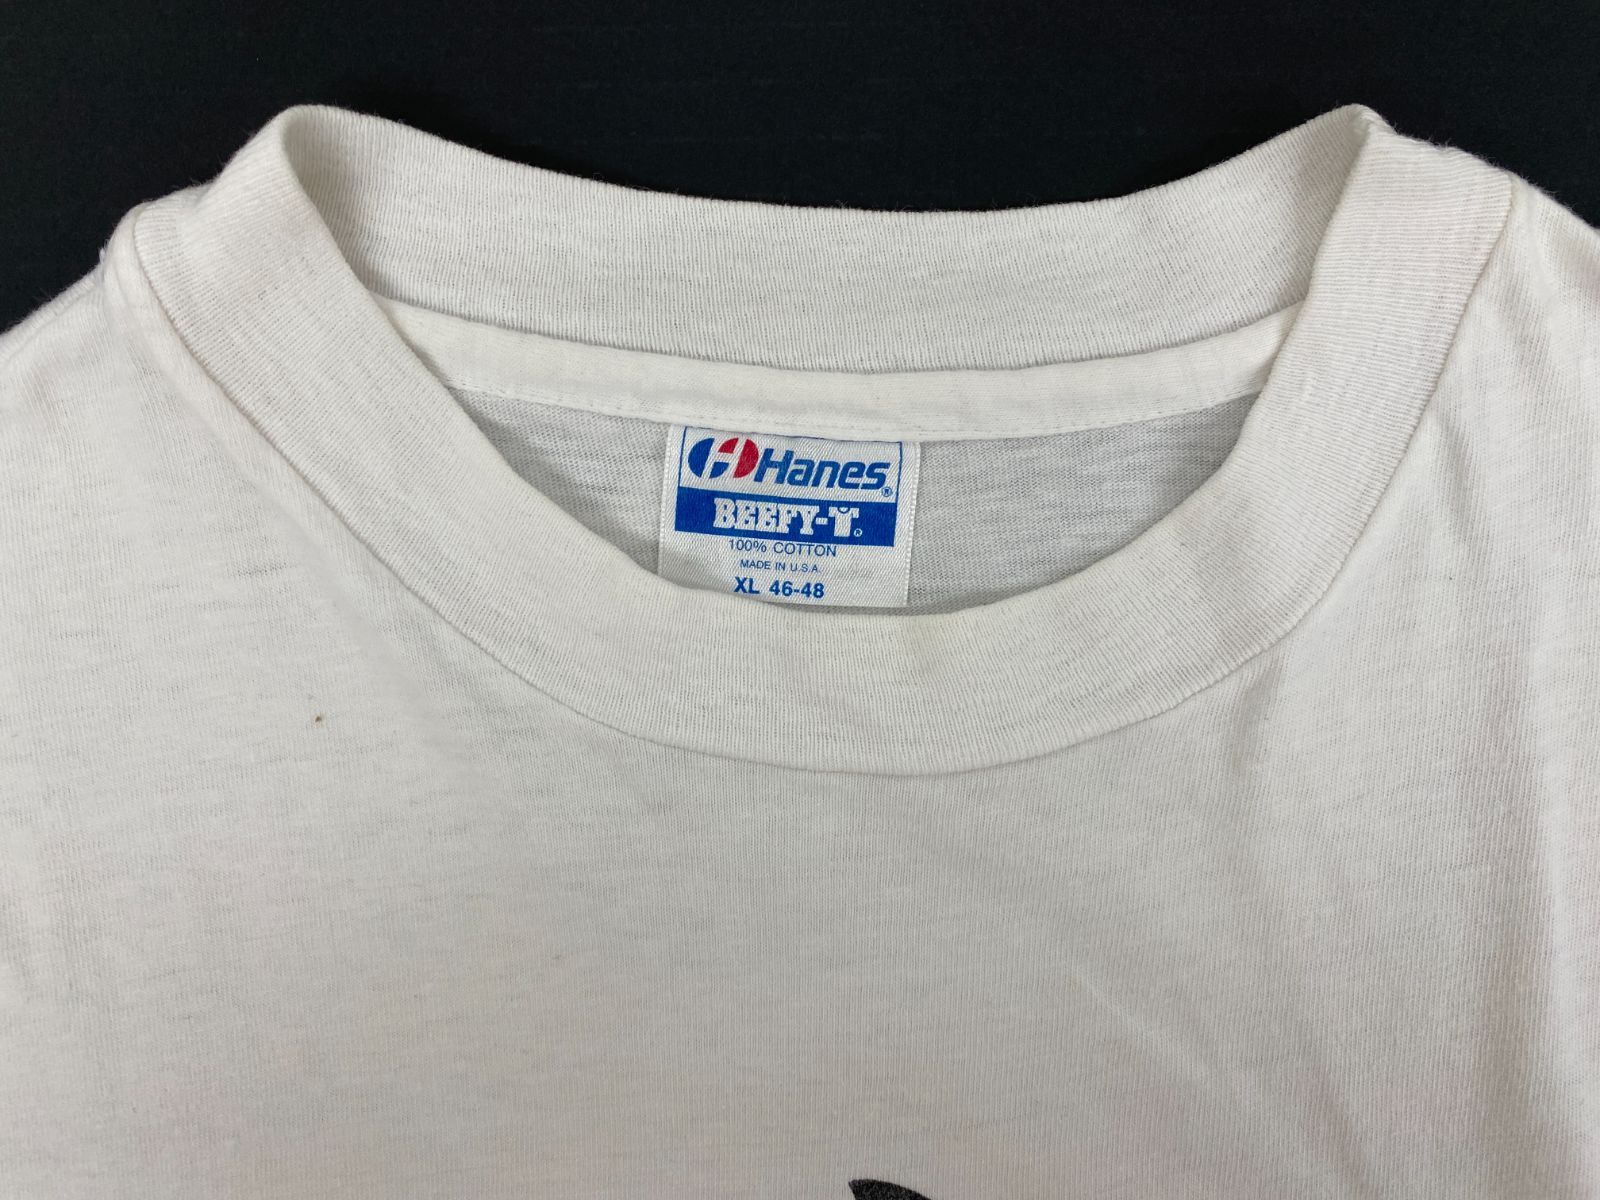 Hanes®
BEEFY-T®
100% COTTON
MADE IN U.S.A.
XL 46-48